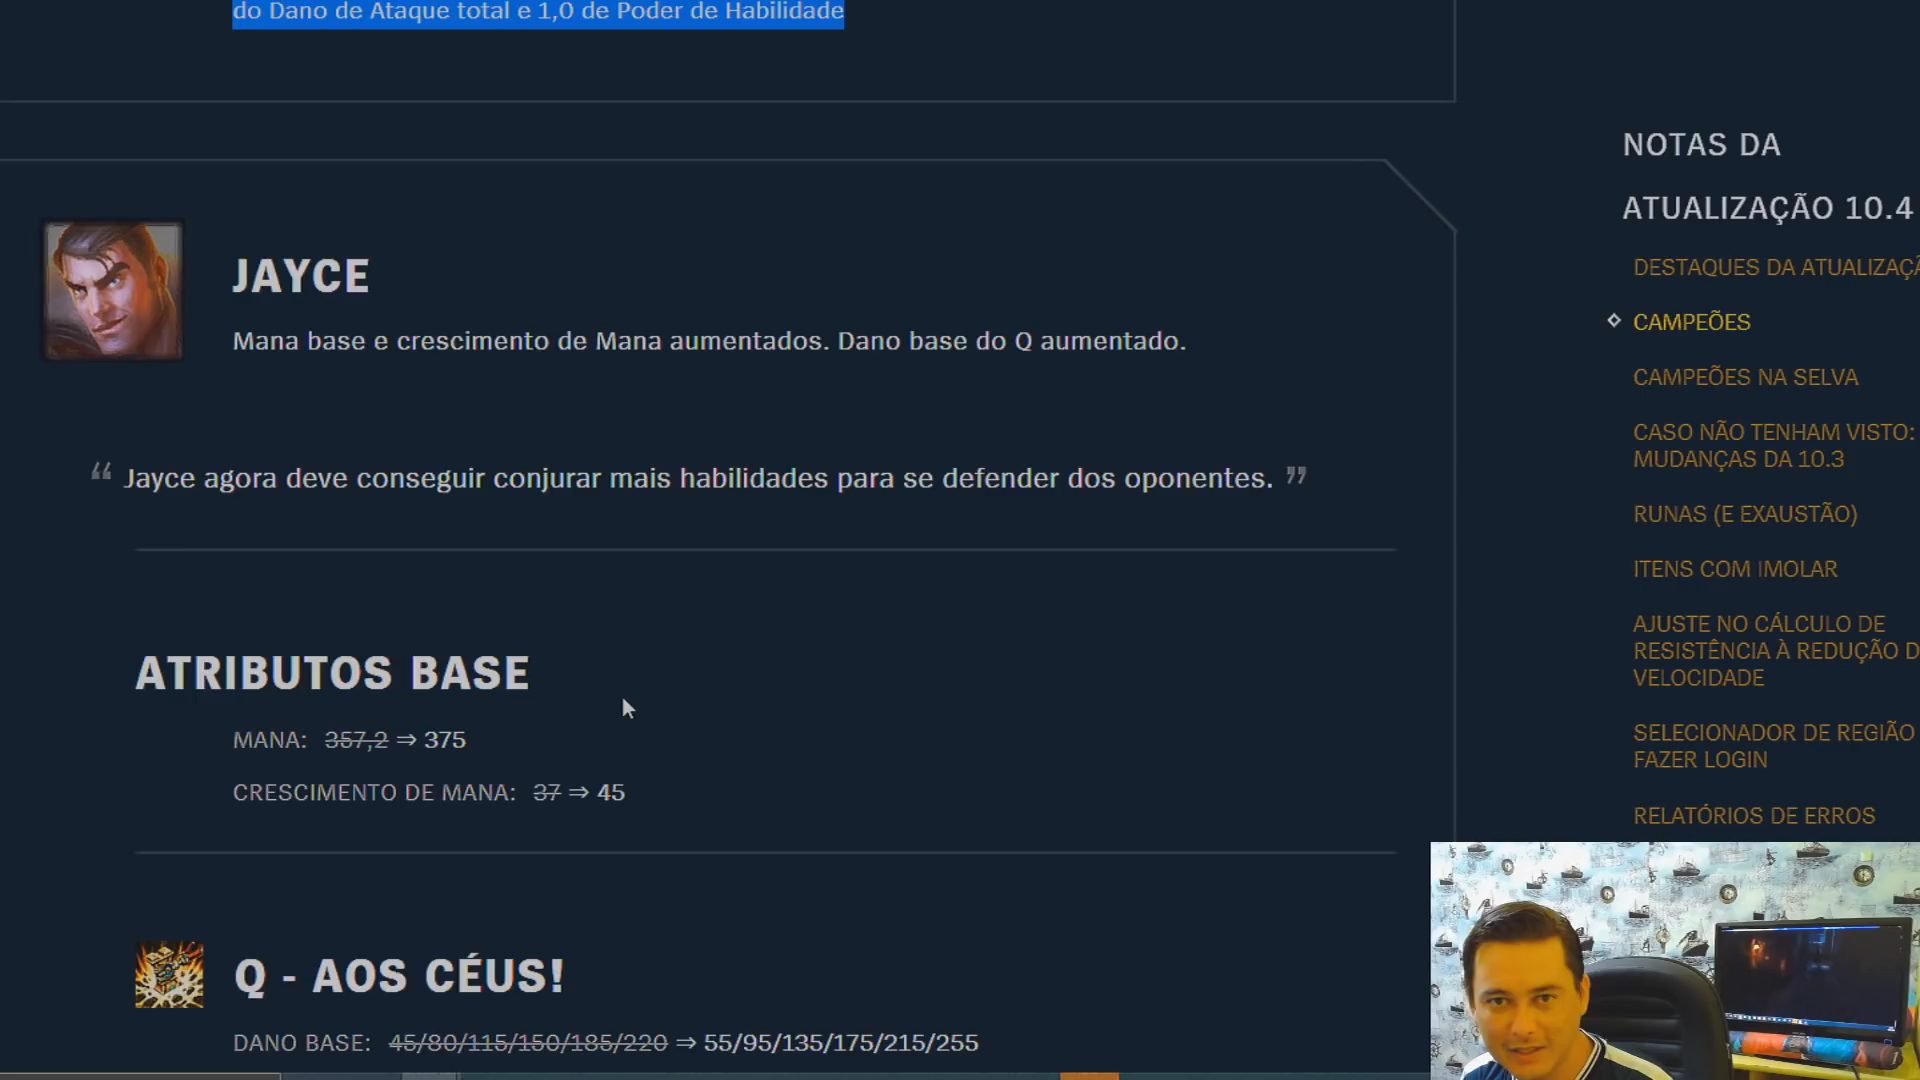 do Dano de Ataque total e 1,0 de Poder de Habilidade
JAYCE
Mana base e crescimento de Mana aumentados. Dano base do Q aumentado.
“ Jayce agora deve conseguir conjurar mais habilidades para se defender dos oponentes. ”
ATRIBUTOS BASE
MANA: 357,2 ⇒ 375
CRESCIMENTO DE MANA: 37 ⇒ 45
Q - AOS CÉUS!
DANO BASE: 45/80/115/150/185/220 ⇒ 55/95/135/175/215/255
NOTAS DA
ATUALIZAÇÃO 10.4
DESTAQUES DA ATUALIZAÇÃ
CAMPEÕES
CAMPEÕES NA SELVA
CASO NÃO TENHAM VISTO:
MUDANÇAS DA 10.3
RUNAS (E EXAUSTÃO)
ITENS COM IMOLAR
AJUSTE NO CÁLCULO DE
RESISTÊNCIA À REDUÇÃO D
VELOCIDADE
SELECIONADOR DE REGIÃO
FAZER LOGIN
RELATÓRIOS DE ERROS